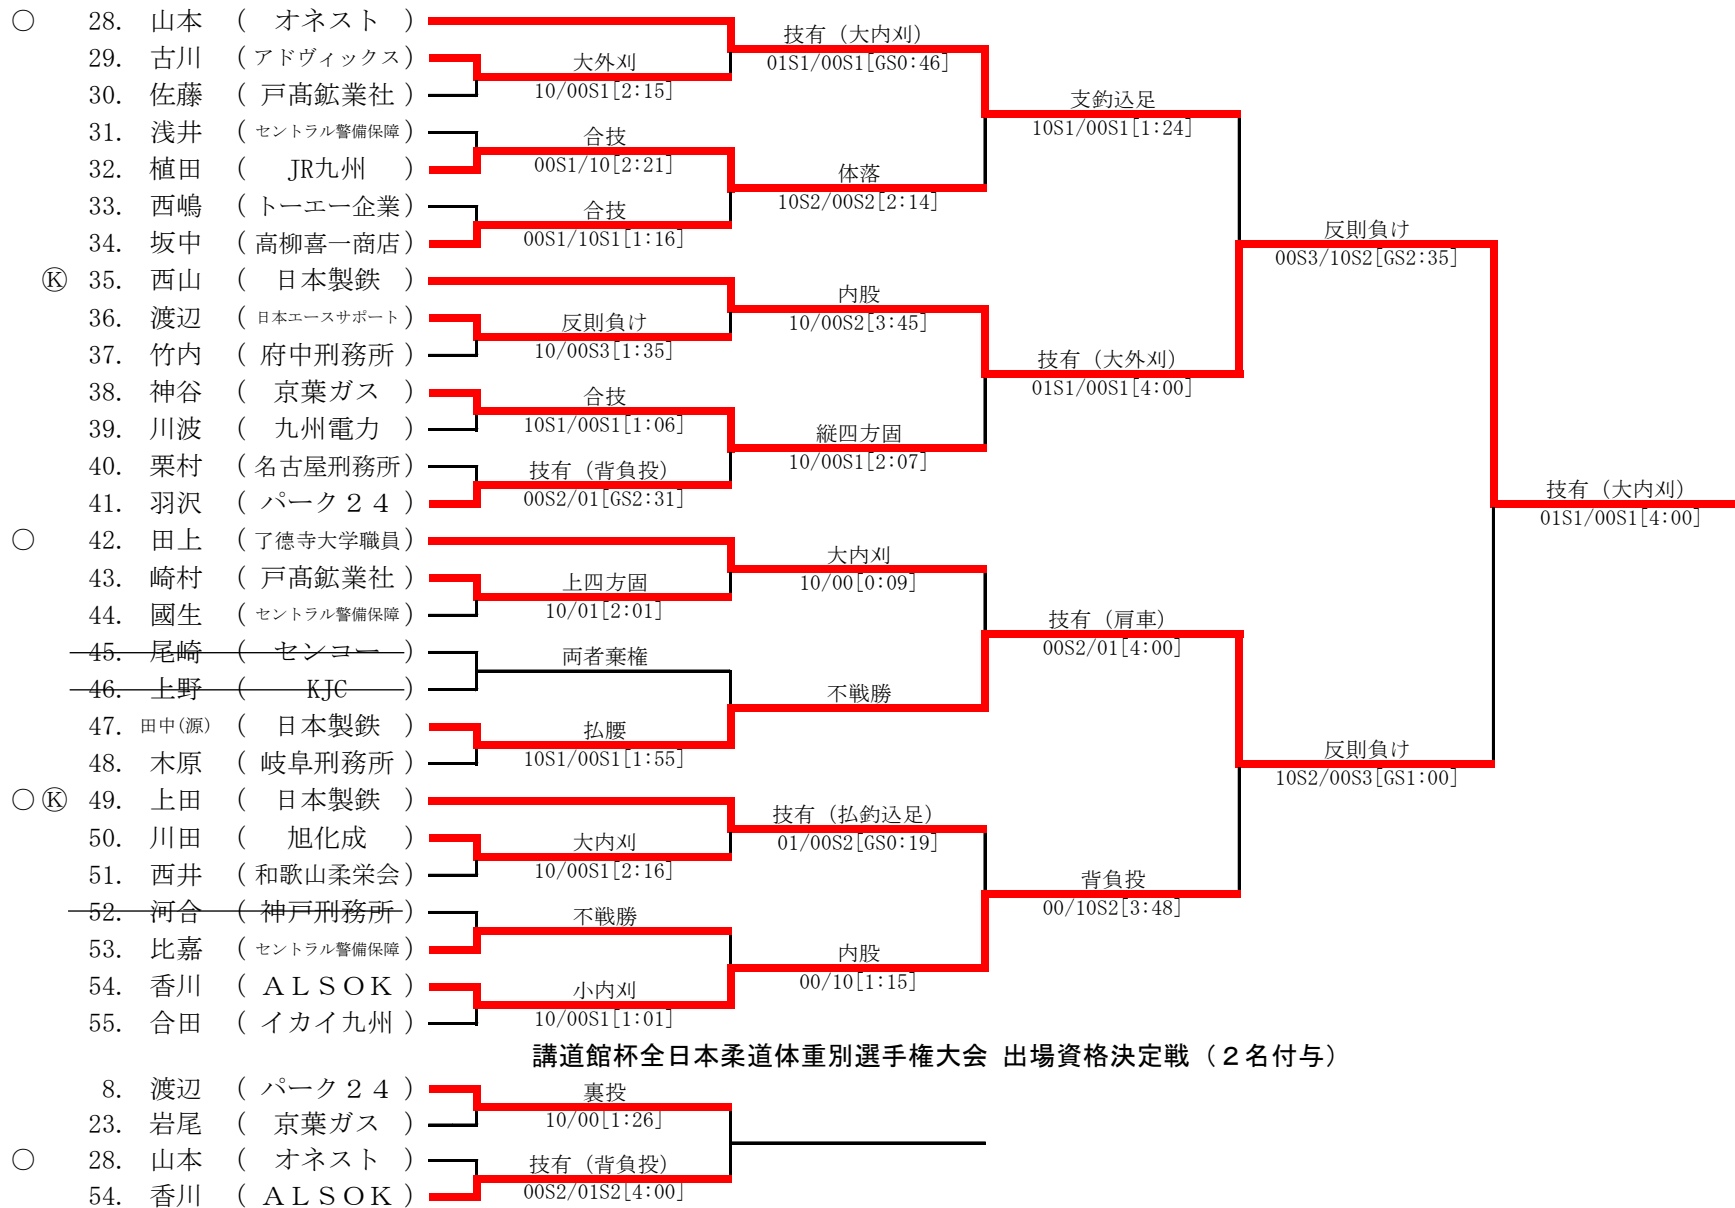 ○ 28. 山本 ( オネスト )
技有 (大内刈)
01S1/00S1[GS0:46]
29. 古川 ( アドヴィックス )
大外刈
10/00S1[2:15]
30. 佐藤 ( 戸髙鉱業社 )
支釣込足
10S1/00S1[1:24]
31. 浅井 ( セントラル警備保障 )
合技
00S1/10[2:21]
32. 植田 ( JR九州 )
体落
10S2/00S2[2:14]
33. 西嶋 ( トーエー企業 )
合技
00S1/10S1[1:16]
34. 坂中 ( 高柳喜一商店 )
反則負け
00S3/10S2[GS2:35]
Ⓚ 35. 西山 ( 日本製鉄 )
内股
10/00S2[3:45]
36. 渡辺 ( 日本エースサポート )
反則負け
10/00S3[1:35]
37. 竹内 ( 府中刑務所 )
技有 (大外刈)
01S1/00S1[4:00]
38. 神谷 ( 京葉ガス )
合技
10S1/00S1[1:06]
39. 川波 ( 九州電力 )
縦四方固
10/00S1[2:07]
40. 栗村 ( 名古屋刑務所 )
技有 (背負投)
00S2/01[GS2:31]
41. 羽沢 ( パーク２４ )
技有 (大内刈)
01S1/00S1[4:00]
○ 42. 田上 ( 了徳寺大学職員 )
大内刈
10/00[0:09]
43. 崎村 ( 戸髙鉱業社 )
上四方固
10/01[2:01]
44. 國生 ( セントラル警備保障 )
技有 (肩車)
00S2/01[4:00]
45. 尾崎 ( センコー )
両者棄権
46. 上野 ( KJC )
不戦勝
47. 田中(源) ( 日本製鉄 )
払腰
10S1/00S1[1:55]
48. 木原 ( 岐阜刑務所 )
反則負け
10S2/00S3[GS1:00]
○ Ⓚ 49. 上田 ( 日本製鉄 )
技有 (払釣込足)
01/00S2[GS0:19]
50. 川田 ( 旭化成 )
大内刈
10/00S1[2:16]
51. 西井 ( 和歌山柔栄会 )
背負投
00/10S2[3:48]
52. 河合 ( 神戸刑務所 )
不戦勝
53. 比嘉 ( セントラル警備保障 )
内股
00/10[1:15]
54. 香川 ( ＡＬＳＯＫ )
小内刈
10/00S1[1:01]
55. 合田 ( イカイ九州 )
講道館杯全日本柔道体重別選手権大会 出場資格決定戦（２名付与）
8. 渡辺 ( パーク２４ )
裏投
10/00[1:26]
23. 岩尾 ( 京葉ガス )
○ 28. 山本 ( オネスト )
技有 (背負投)
00S2/01S2[4:00]
54. 香川 ( ＡＬＳＯＫ )